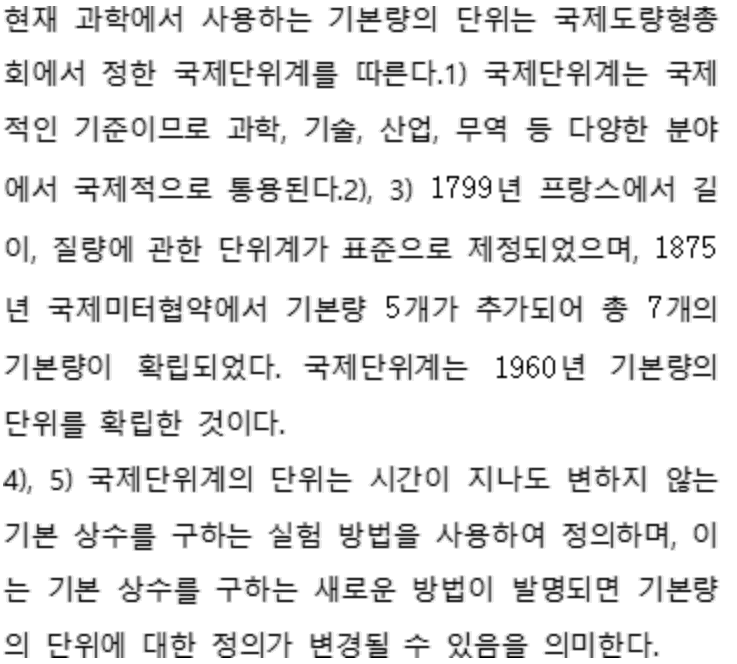 현재 과학에서 사용하는 기본량의 단위는 국제도량형총
회에서 정한 국제단위계를 따른다.1) 국제단위계는 국제
적인 기준이므로 과학, 기술, 산업, 무역 등 다양한 분야
에서 국제적으로 통용된다.2), 3) 1799년 프랑스에서 길
이, 질량에 관한 단위계가 표준으로 제정되었으며, 1875
년 국제미터협약에서 기본량 5개가 추가되어 총 7개의
기본량이 확립되었다. 국제단위계는 1960년 기본량의
단위를 확립한 것이다.
4), 5) 국제단위계의 단위는 시간이 지나도 변하지 않는
기본 상수를 구하는 실험 방법을 사용하여 정의하며, 이
는 기본 상수를 구하는 새로운 방법이 발명되면 기본량
의 단위에 대한 정의가 변경될 수 있음을 의미한다.